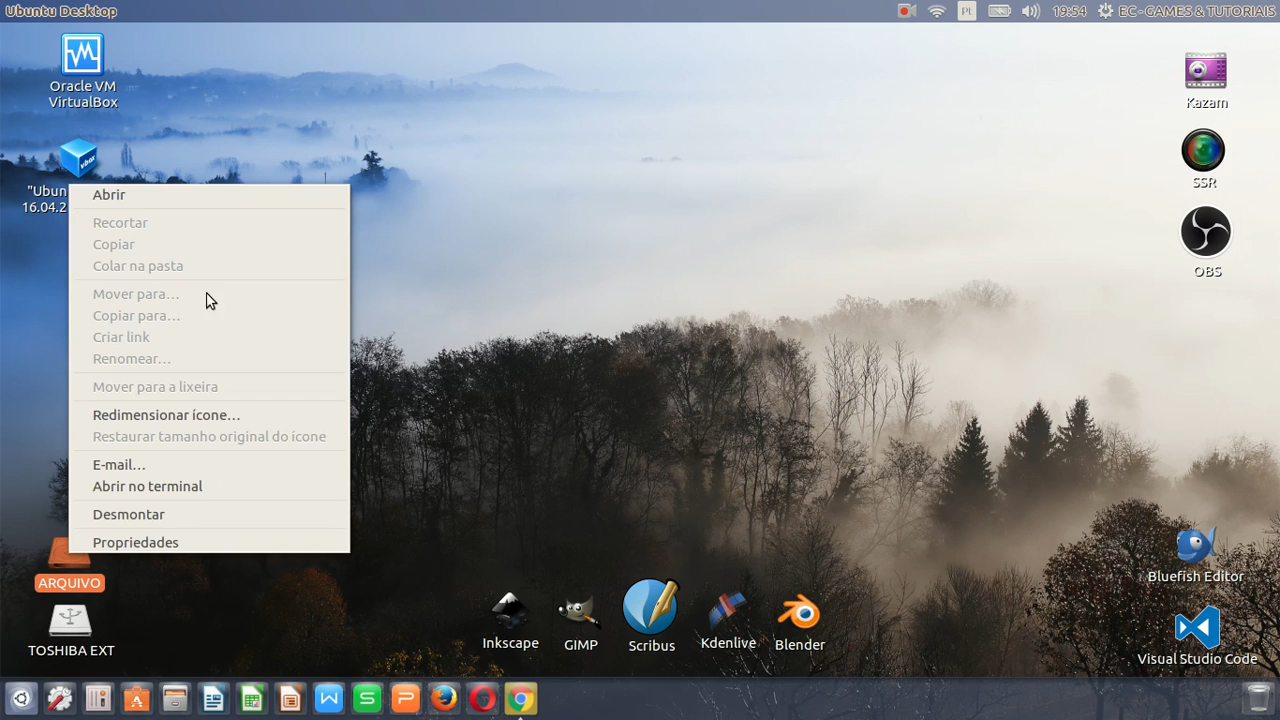 Ubuntu Desktop
Pt
19:54
EC - GAMES & TUTORIAIS
Oracle VM
VirtualBox
vbox
"Ubun
16.04.2
Abrir
Recortar
Copiar
Colar na pasta
Mover para...
Copiar para...
Criar link
Renomear...
Mover para a lixeira
Redimensionar ícone...
Restaurar tamanho original do ícone
E-mail...
Abrir no terminal
Desmontar
Propriedades
ARQUIVO
TOSHIBA EXT
Kazam
SSR
OBS
Inkscape
GIMP
Scribus
Kdenlive
Blender
Bluefish Editor
Visual Studio Code
W
S
P